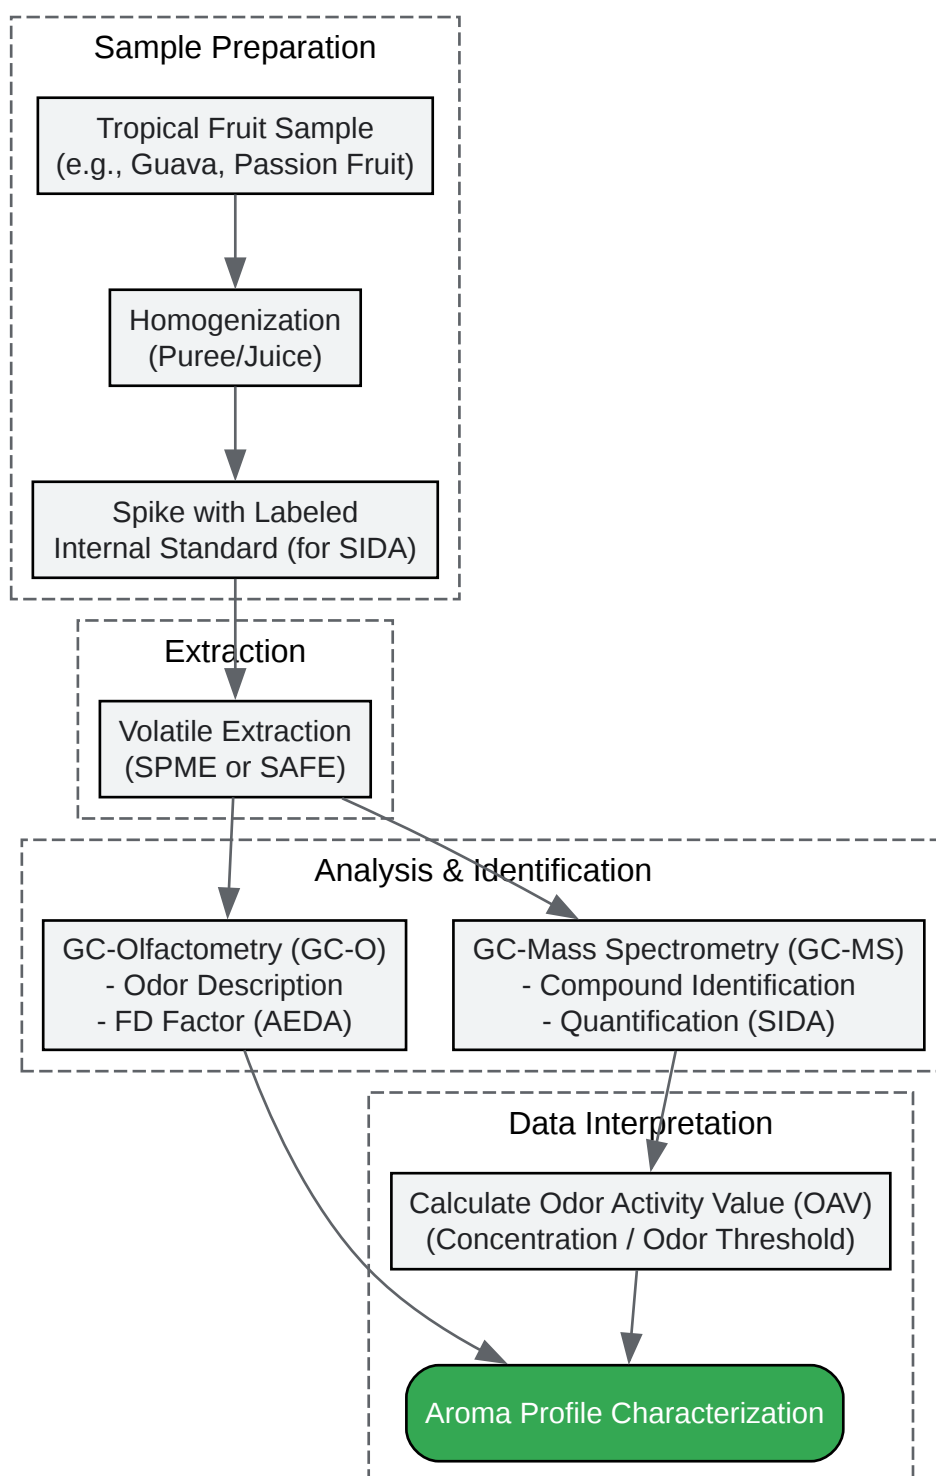 Sample Preparation
Tropical Fruit Sample
(e.g., Guava, Passion Fruit)
Homogenization
(Puree/Juice)
Spike with Labeled
Internal Standard (for SIDA)
Extraction
Volatile Extraction
(SPME or SAFE)
Analysis & Identification
GC-Olfactometry (GC-O)
- Odor Description
- FD Factor (AEDA)
GC-Mass Spectrometry (GC-MS)
- Compound Identification
- Quantification (SIDA)
Data Interpretation
Calculate Odor Activity Value (OAV)
(Concentration / Odor Threshold)
Aroma Profile Characterization